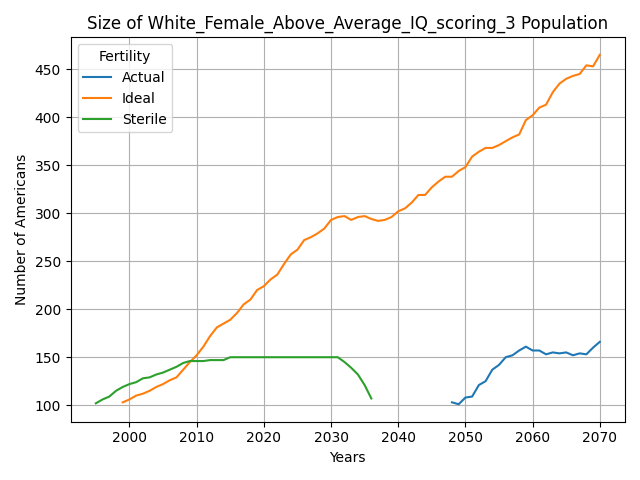 Size of White_Female_Above_Average_IQ_scoring_3 Population
Fertility
Actual
Ideal
Sterile
450
400
350
300
250
200
150
100
Number of Americans
2000 2010 2020 2030 2040 2050 2060 2070
Years